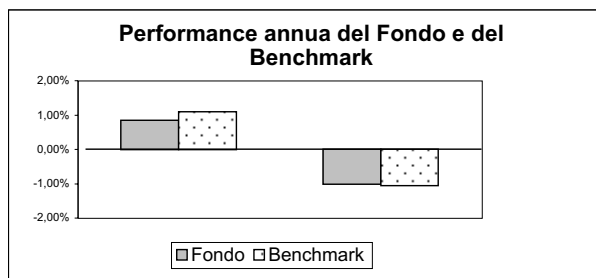 Performance annua del Fondo e del
Benchmark
2,00%
1,00%
0,00%
-1,00%
-2,00%
Fondo Benchmark